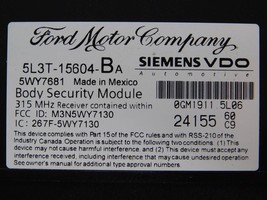 Ford Motor Company
5L3T-15604-BA
SIEMENS VDO
Automotive
5WY7681 Made in Mexico
Body Security Module
315 MHz Receiver contained within
0GM1911 5L06
FCC ID: M3N5WY7130
IC: 267F-5WY7130
24155 60 C9
This device complies with Part 15 of the FCC rules and with RSS-210 of the
Industry Canada. Operation is subject to the following two conditions: (1) This device
may not cause harmful interference, and (2) This device must accept any
interference received, including interference that may cause undesired operation.
See owner's manual for additional information.